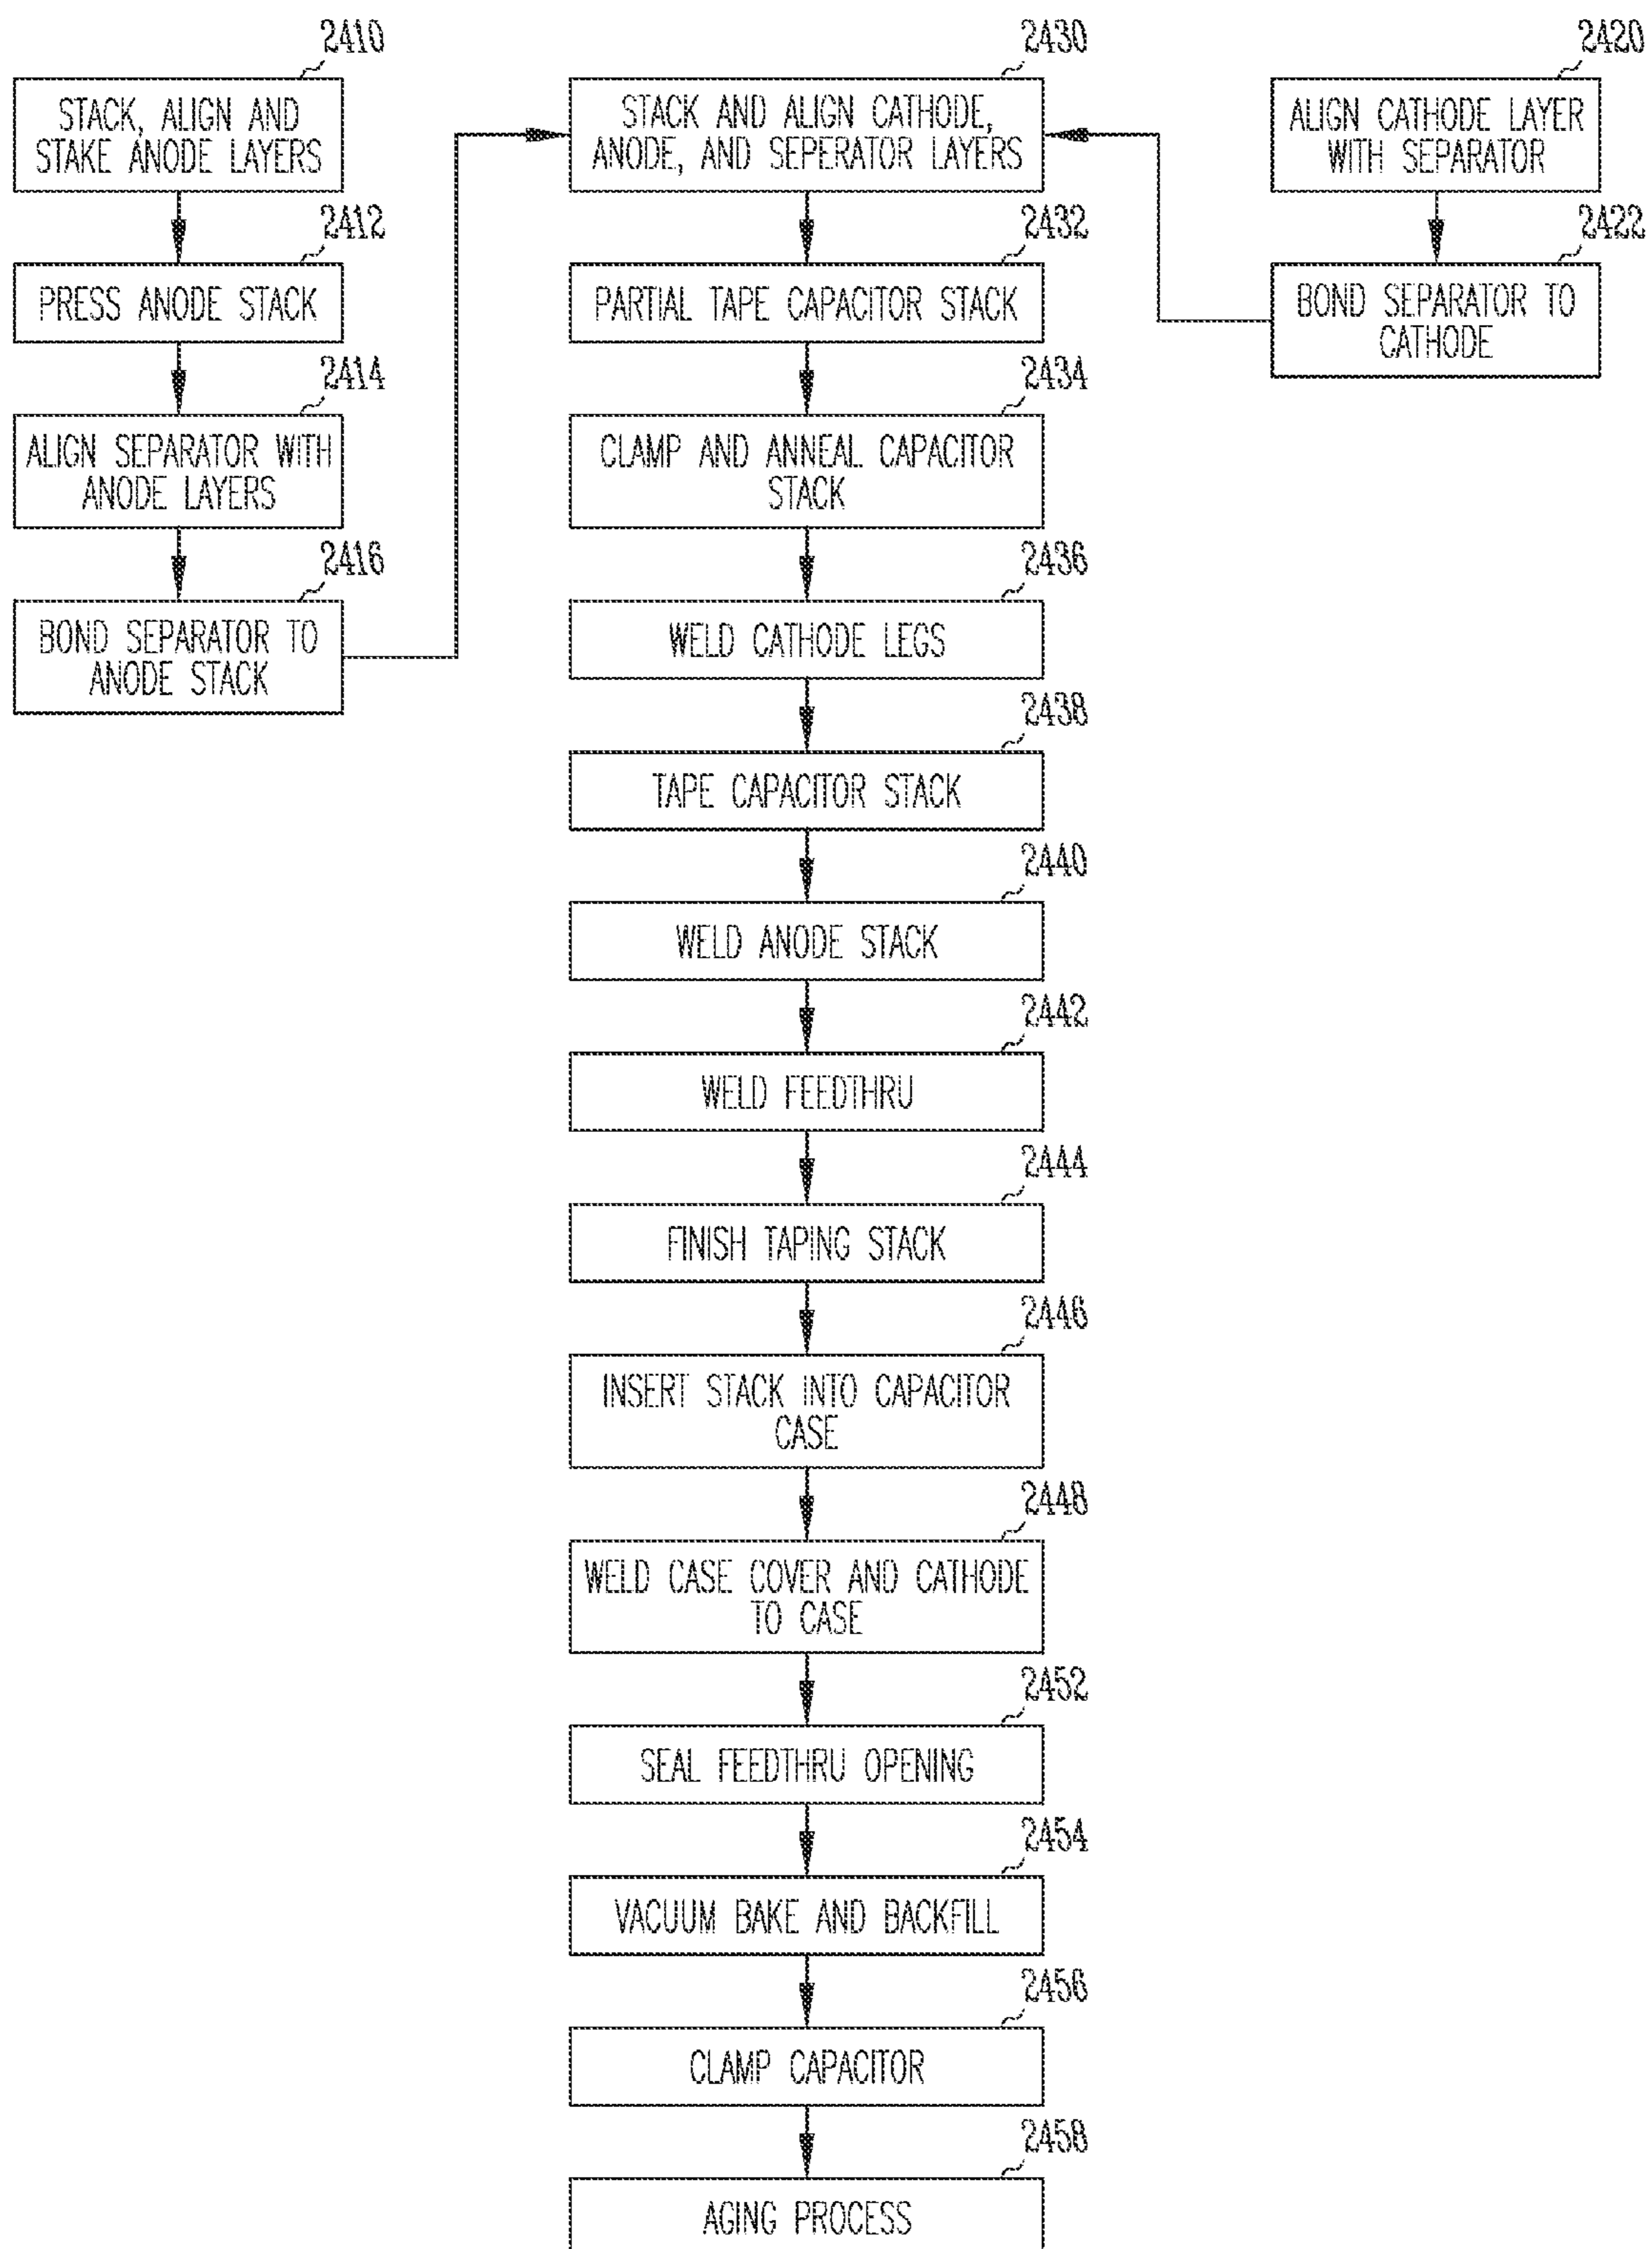 2410
STACK, ALIGN AND
STAKE ANODE LAYERS
2412
PRESS ANODE STACK
2414
ALIGN SEPARATOR WITH
ANODE LAYERS
2416
BOND SEPARATOR TO
ANODE STACK
2430
STACK AND ALIGN CATHODE,
ANODE, AND SEPERATOR LAYERS
2432
PARTIAL TAPE CAPACITOR STACK
2434
CLAMP AND ANNEAL CAPACITOR
STACK
2436
WELD CATHODE LEGS
2438
TAPE CAPACITOR STACK
2440
WELD ANODE STACK
2442
WELD FEEDTHRU
2444
FINISH TAPING STACK
2446
INSERT STACK INTO CAPACITOR
CASE
2448
WELD CASE COVER AND CATHODE
TO CASE
2452
SEAL FEEDTHRU OPENING
2454
VACUUM BAKE AND BACKFILL
2456
CLAMP CAPACITOR
2458
AGING PROCESS
2420
ALIGN CATHODE LAYER
WITH SEPARATOR
2422
BOND SEPARATOR TO
CATHODE